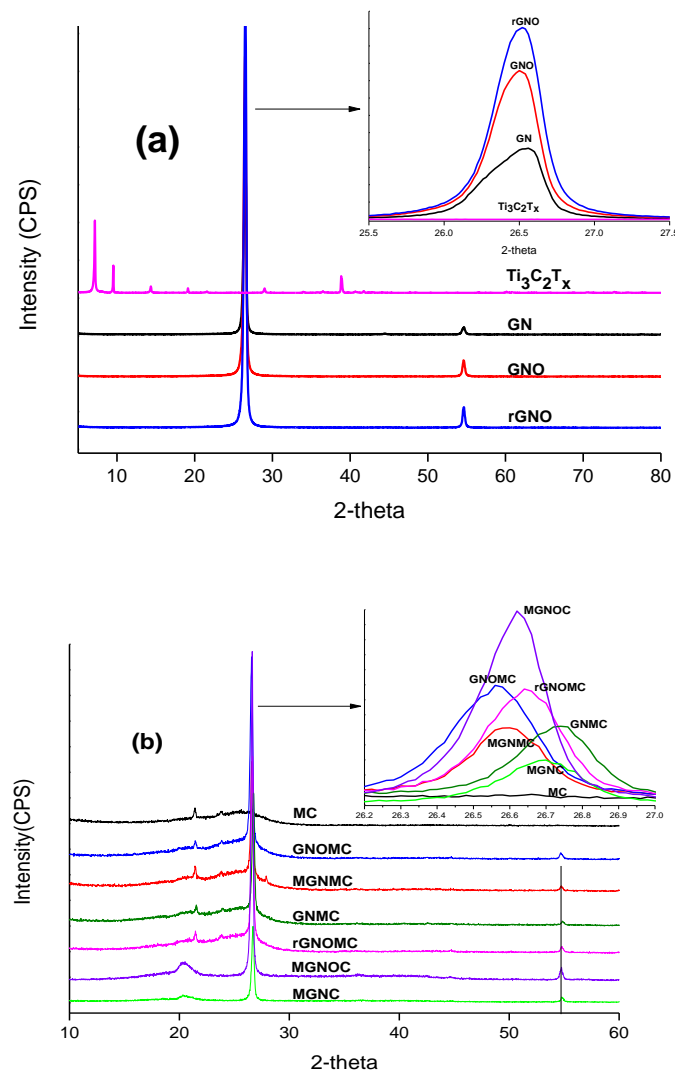 rGNO
GNO
GN
Ti3C2Tx
25.5 26.0 26.5 27.0 27.5
2-theta
(a)
Intensity (CPS)
Ti3C2Tx
GN
GNO
rGNO
10 20 30 40 50 60 70 80
2-theta
MGNOC
GNOMC
rGNOMC
GNMC
MGNMC
MGNC
MC
26.2 26.3 26.4 26.5 26.6 26.7 26.8 26.9 27.0
(b)
Intensity(CPS)
MC
GNOMC
MGNMC
GNMC
rGNOMC
MGNOC
MGNC
10 20 30 40 50 60
2-theta